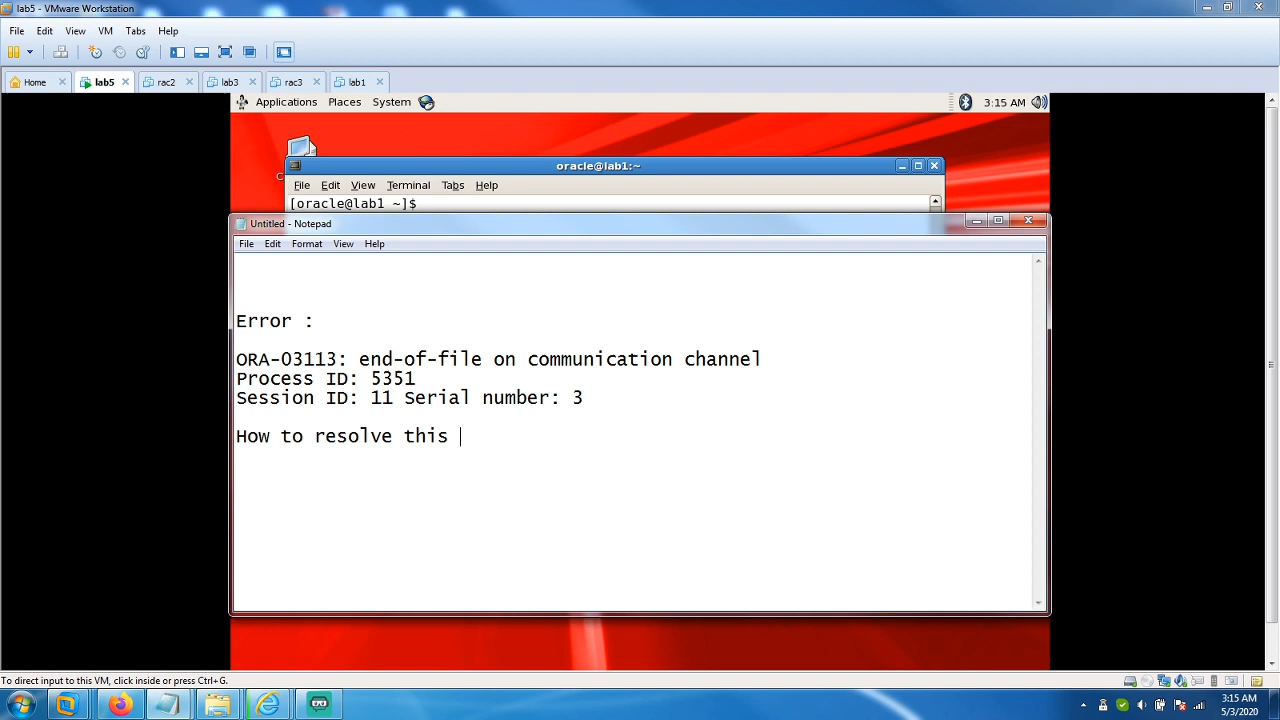 lab5 - VMware Workstation
File Edit View VM Tabs Help
Home lab5 rac2 lab3 rac3 lab1
Applications Places System 3:15 AM
oracle@lab1:~
File Edit View Terminal Tabs Help
[oracle@lab1 ~]$
Untitled - Notepad
File Edit Format View Help
Error :
ORA-03113: end-of-file on communication channel
Process ID: 5351
Session ID: 11 Serial number: 3
How to resolve this
To direct input to this VM, click inside or press Ctrl+G.
3:15 AM
5/3/2020